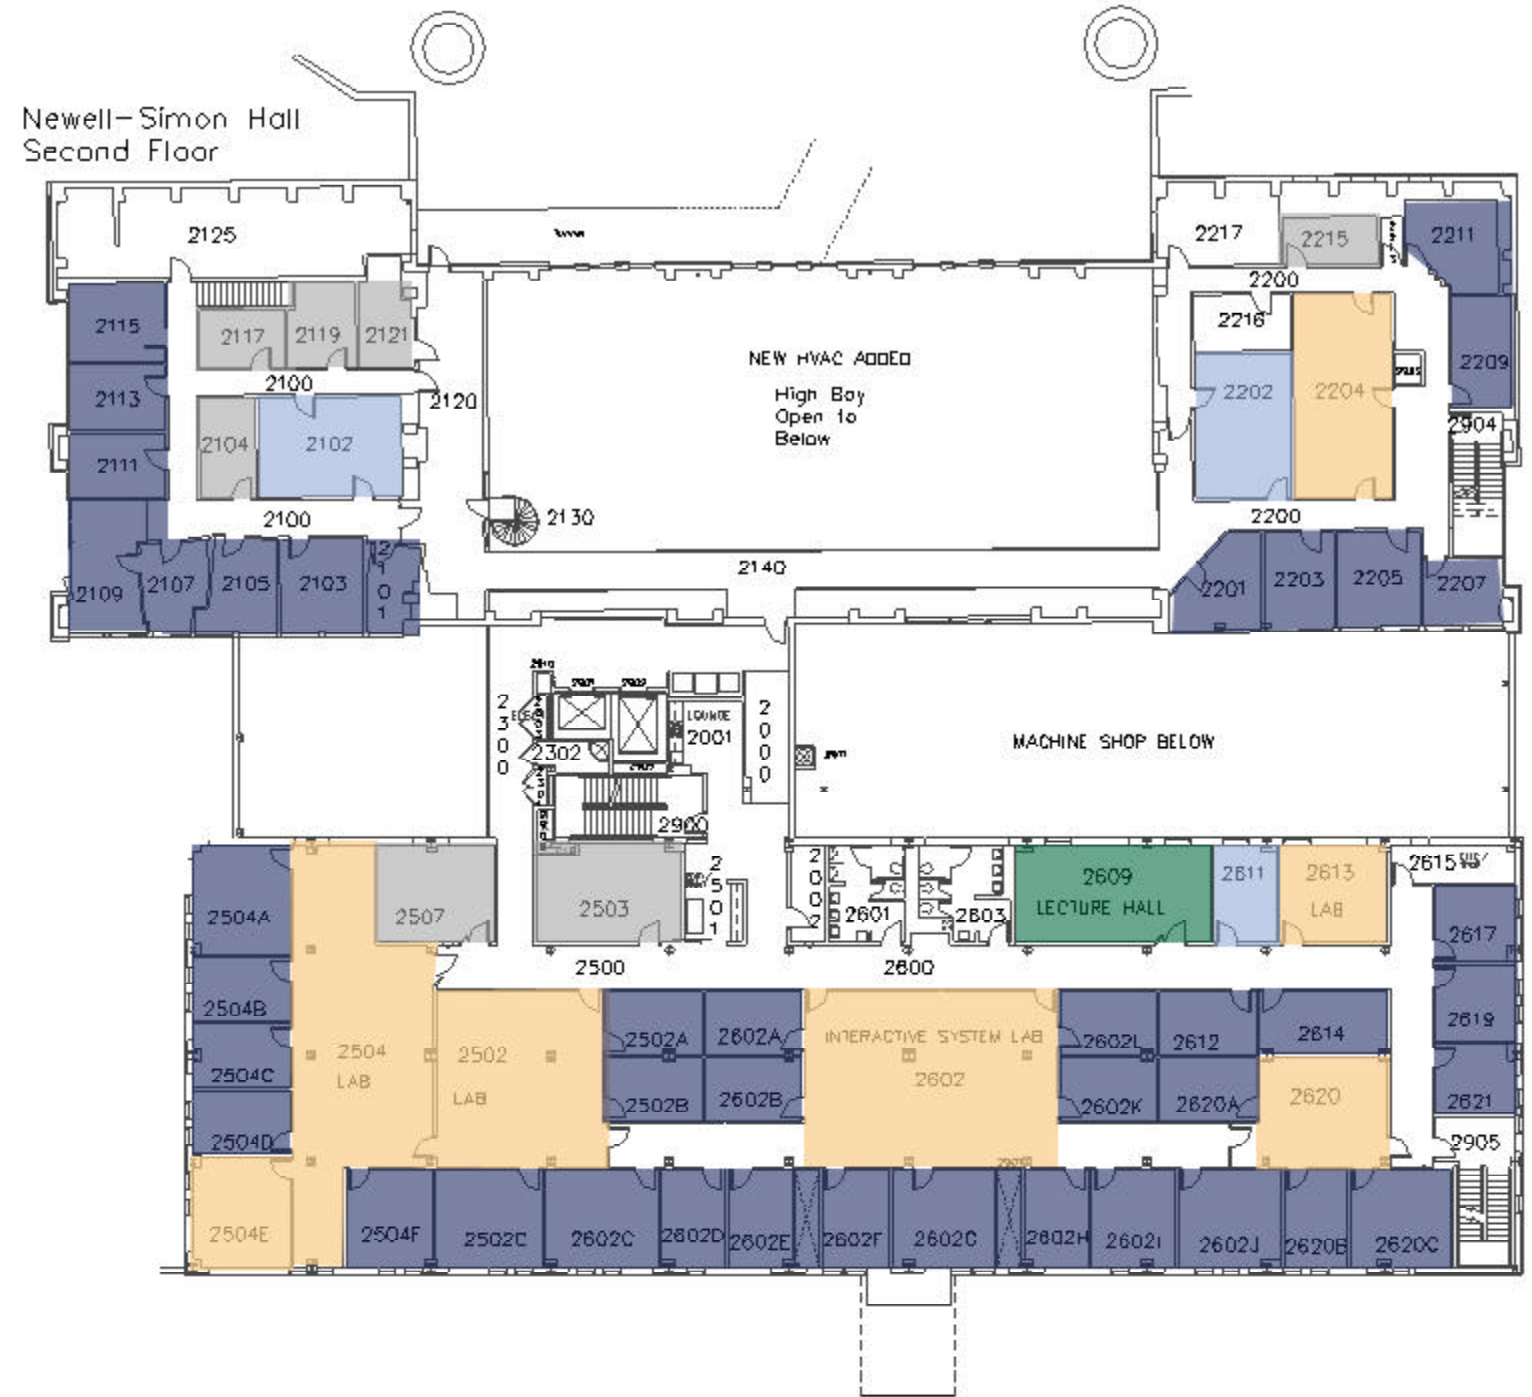 Newell-Simon Hall
Second Floor
2125
2217
2215
2211
2200
2115
2117
2119
2121
2216
2209
NEW HVAC ADDED
2100
2113
2120
High Bay
Open to
Below
2202
2204
2904
2104
2102
2111
2100
2130
2200
2140
2109
2107
2105
2103
2101
2201
2203
2205
2207
2300
LOUNGE
2001
2000
2302
MACHINE SHOP BELOW
2900
2504A
2507
2503
2501
2002
2601
2603
2609
LECTURE HALL
2611
2613
LAB
2615
2617
2500
2600
2504B
2502A
2602A
INTERACTIVE SYSTEM LAB
2602
2602L
2612
2614
2619
2504
LAB
2502
LAB
2504C
2502B
2602B
2602K
2620A
2620
2621
2504D
2905
2504E
2504F
2502C
2602C
2602D
2602E
2602F
2602G
2602H
2602I
2602J
2620B
2620C